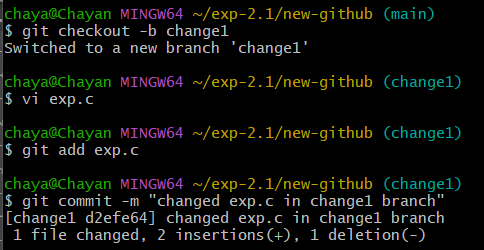 chaya@Chayan MINGW64 ~/exp-2.1/new-github (main)
$ git checkout -b change1
Switched to a new branch 'change1'
chaya@Chayan MINGW64 ~/exp-2.1/new-github (change1)
$ vi exp.c
chaya@Chayan MINGW64 ~/exp-2.1/new-github (change1)
$ git add exp.c
chaya@Chayan MINGW64 ~/exp-2.1/new-github (change1)
$ git commit -m "changed exp.c in change1 branch"
[change1 d2efe64] changed exp.c in change1 branch
 1 file changed, 2 insertions(+), 1 deletion(-)